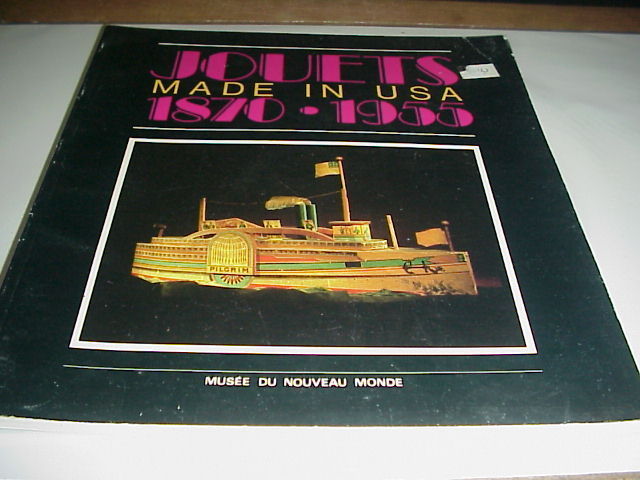 JOUETS
MADE IN USA
1870 • 1955
PILGRIM
MUSÉE DU NOUVEAU MONDE